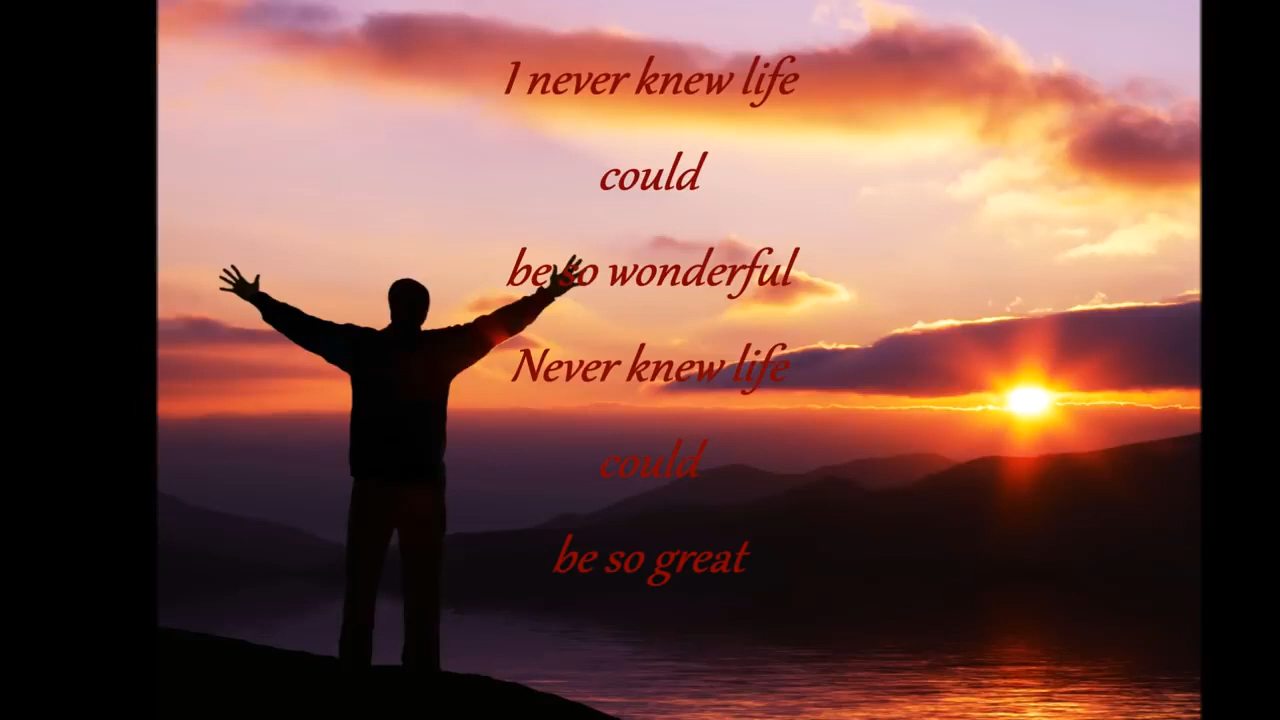 I never knew life
could
be so wonderful
Never knew life
could
be so great